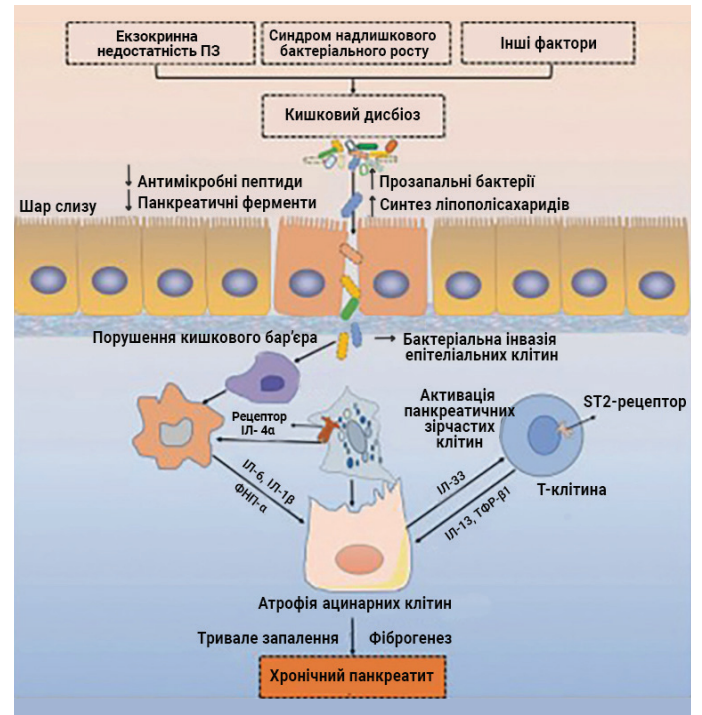 Екзокринна
недостатність ПЗ
Синдром надлишкового
бактеріального росту
Інші фактори
Кишковий дисбіоз
Антимікробні пептиди
Панкреатичні ферменти
Прозапальні бактерії
Синтез ліпополісахаридів
Шар слизу
Порушення кишкового бар’єра
Бактеріальна інвазія
епітеліальних клітин
Рецептор
ІЛ- 4α
Активація
панкреатичних
зірчастих
клітин
ST2-рецептор
Т-клітина
ІЛ-6, ІЛ-1β
ФНП-α
ІЛ-33
ІЛ-13, ТФР-β1
Атрофія ацинарних клітин
Тривале запалення
Фіброгенез
Хронічний панкреатит